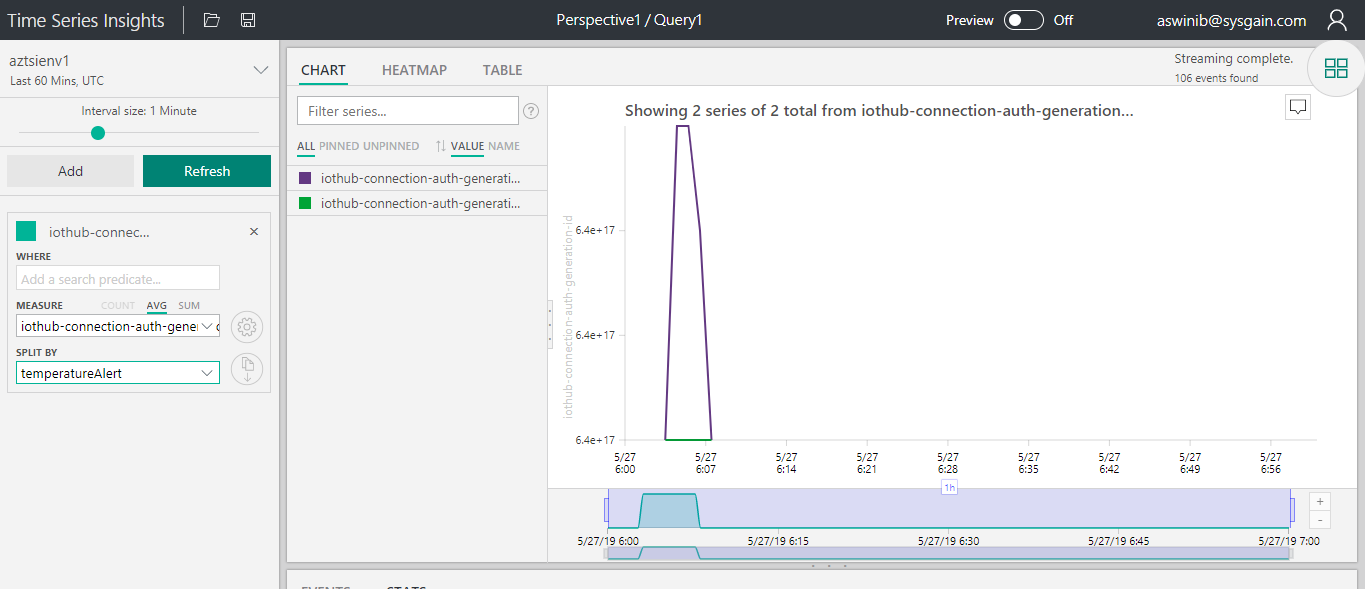 Time Series Insights
Perspective1 / Query1
Preview Off
aswinib@sysgain.com
aztsienv1
Last 60 Mins, UTC
Interval size: 1 Minute
Add Refresh
iothub-connec... ×
WHERE
Add a search predicate...
MEASURE COUNT AVG SUM
iothub-connection-auth-gener
SPLIT BY
temperatureAlert
CHART HEATMAP TABLE
Streaming complete.
106 events found
Filter series... ?
ALL PINNED UNPINNED VALUE NAME
iothub-connection-auth-generati...
iothub-connection-auth-generati...
Showing 2 series of 2 total from iothub-connection-auth-generation...
iothub-connection-auth-generation-id
6.4e+17
6.4e+17
6.4e+17
5/27 5/27 5/27 5/27 5/27 5/27 5/27 5/27 5/27
6:00 6:07 6:14 6:21 6:28 6:35 6:42 6:49 6:56
1h
+
-
5/27/19 6:00 5/27/19 6:15 5/27/19 6:30 5/27/19 6:45 5/27/19 7:00
EVENTS STATS